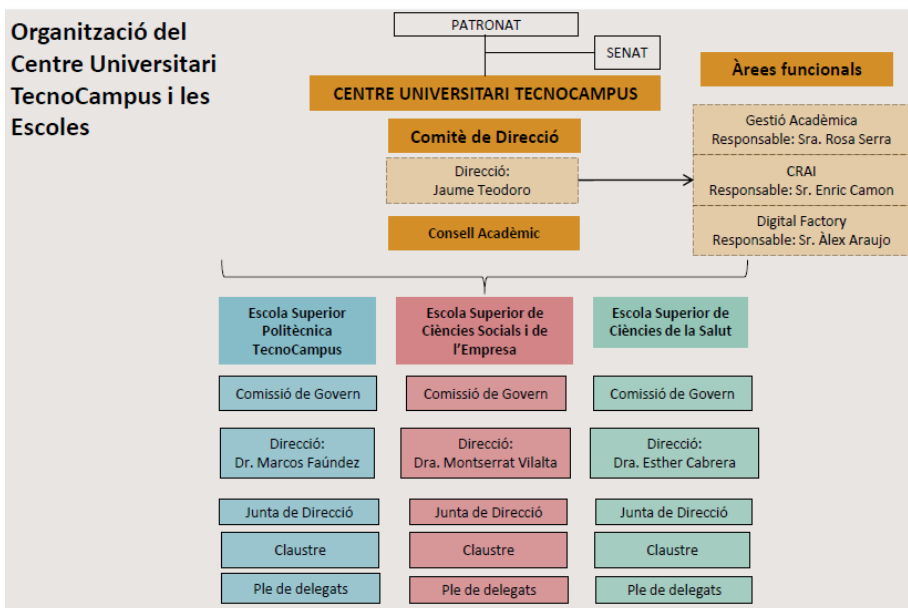 Organització del
Centre Universitari
TecnoCampus i les
Escoles
PATRONAT
SENAT
CENTRE UNIVERSITARI TECNOCAMPUS
Comitè de Direcció
Direcció:
Jaume Teodoro
Consell Acadèmic
Àrees funcionals
Gestió Acadèmica
Responsable: Sra. Rosa Serra
CRAI
Responsable: Sr. Enric Camon
Digital Factory
Responsable: Sr. Àlex Araujo
Escola Superior
Politècnica
TecnoCampus
Comissió de Govern
Direcció:
Dr. Marcos Faúndez
Junta de Direcció
Claustre
Ple de delegats
Escola Superior de
Ciències Socials i de
l'Empresa
Comissió de Govern
Direcció:
Dra. Montserrat Vilalta
Junta de Direcció
Claustre
Ple de delegats
Escola Superior de
Ciències de la Salut
Comissió de Govern
Direcció:
Dra. Esther Cabrera
Junta de Direcció
Claustre
Ple de delegats